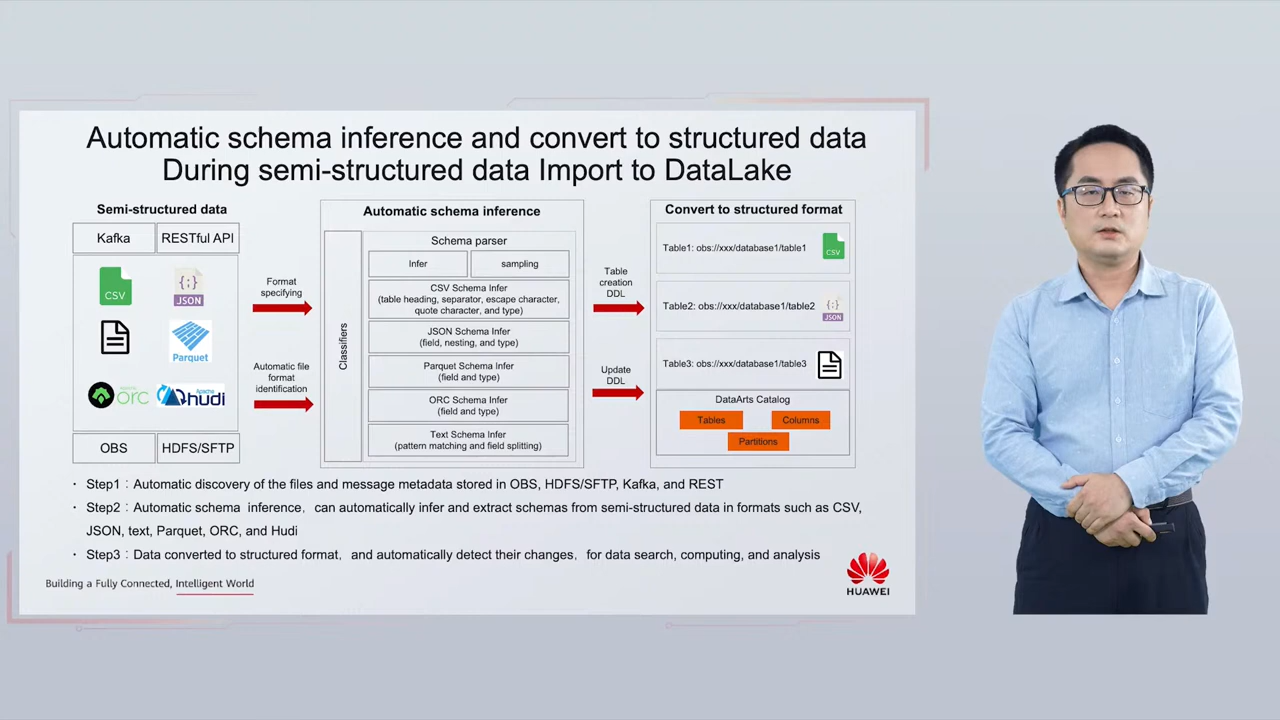 Automatic schema inference and convert to structured data
During semi-structured data Import to DataLake
Semi-structured data
Kafka
RESTful API
CSV
{:}
JSON
Parquet
orc
Apache
hudi
OBS
HDFS/SFTP
Format
specifying
Automatic file
format
identification
Automatic schema inference
Classifiers
Schema parser
Infer
sampling
CSV Schema Infer
(table heading, separator, escape character,
quote character, and type)
JSON Schema Infer
(field, nesting, and type)
Parquet Schema Infer
(field and type)
ORC Schema Infer
(field and type)
Text Schema Infer
(pattern matching and field splitting)
Table
creation
DDL
Update
DDL
Convert to structured format
Table1: obs://xxx/database1/table1
CSV
Table2: obs://xxx/database1/table2
{:}
JSON
Table3: obs://xxx/database1/table3
DataArts Catalog
Tables
Columns
Partitions
· Step1：Automatic discovery of the files and message metadata stored in OBS, HDFS/SFTP, Kafka, and REST
· Step2：Automatic schema inference，can automatically infer and extract schemas from semi-structured data in formats such as CSV,
JSON, text, Parquet, ORC, and Hudi
· Step3：Data converted to structured format，and automatically detect their changes，for data search, computing, and analysis
Building a Fully Connected, Intelligent World
HUAWEI